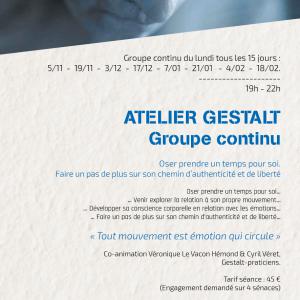 Groupe continu du lundi tous les 15 jours :
5/11 - 19/11 - 3/12 - 17/12 - 7/01 - 21/01 - 4/02 - 18/02.
----------------------
19h - 22h
ATELIER GESTALT
Groupe continu
Oser prendre un temps pour soi.
Faire un pas de plus sur son chemin d'authenticité et de liberté
Oser prendre un temps pour soi...
... Venir explorer la relation à son propre mouvement...
... Développer sa conscience corporelle en relation avec les émotions...
... Faire un pas de plus sur son chemin d'authenticité et de liberté...
« Tout mouvement est émotion qui circule »
Co-animation Véronique Le Vacon Hémond & Cyril Véret,
Gestalt-praticiens.
Tarif séance : 45 €
(Engagement demandé sur 4 sénaces)